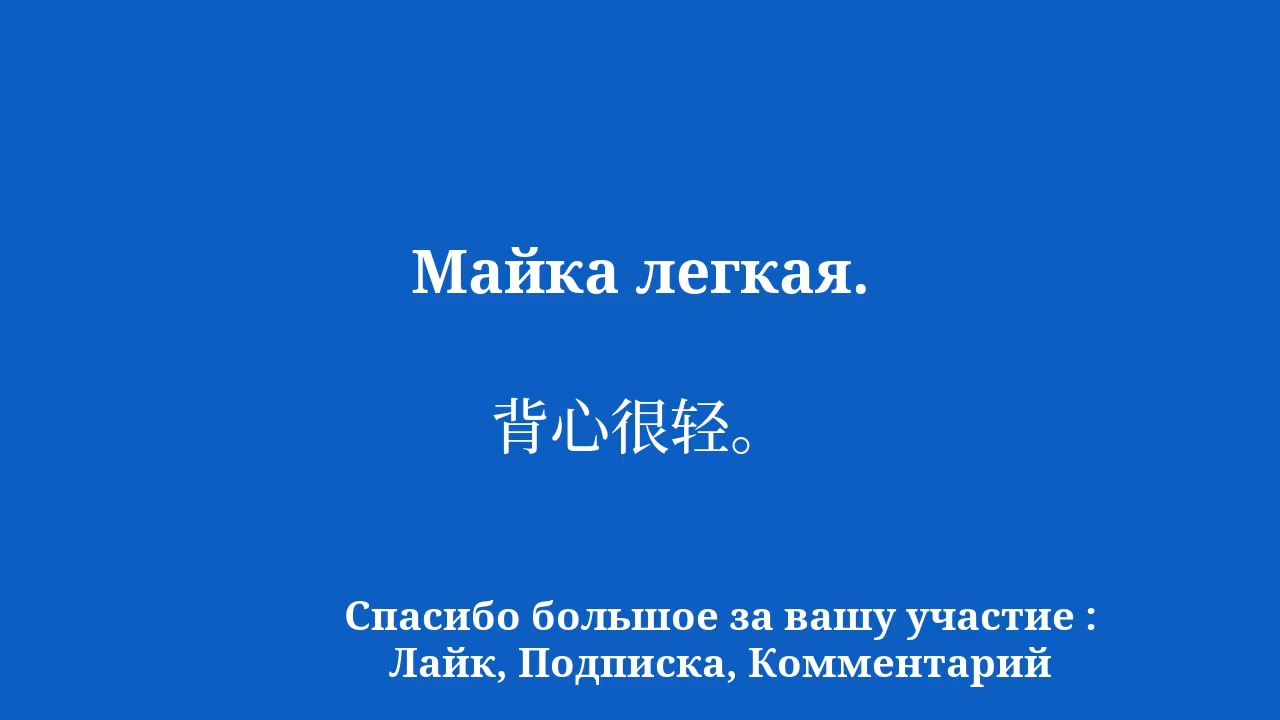 Майка легкая.
背心很轻。
Спасибо большое за вашу участие :
Лайк, Подписка, Комментарий